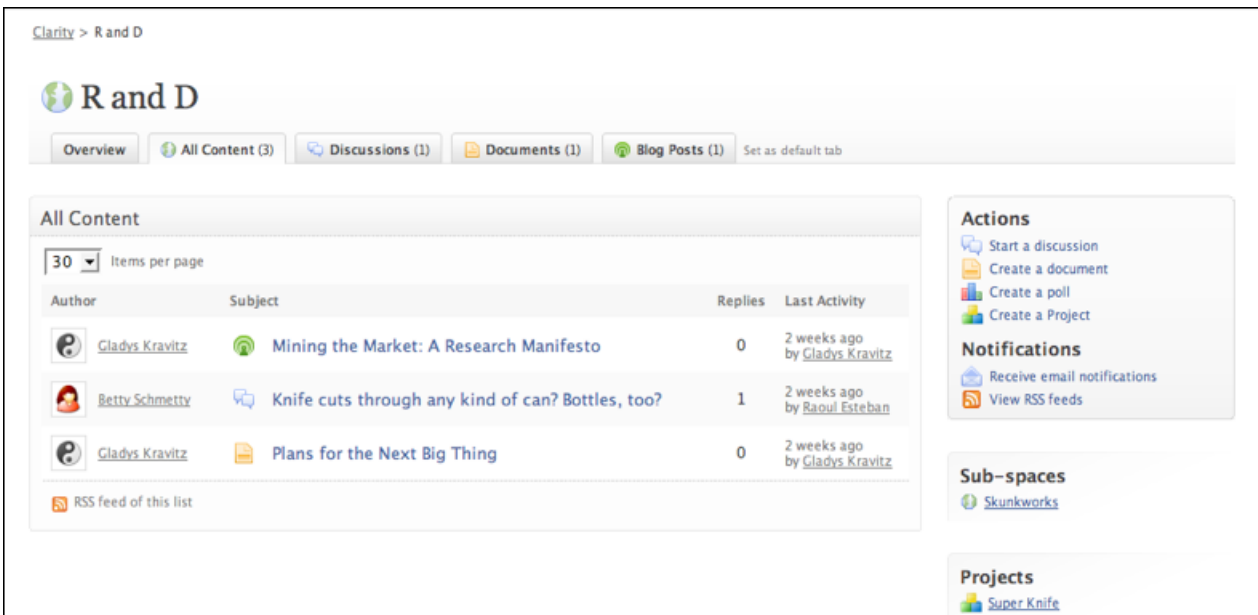 Clarity > R and D
R and D
Overview
All Content (3)
Discussions (1)
Documents (1)
Blog Posts (1)
Set as default tab
All Content
30 Items per page
Author Subject Replies Last Activity
Gladys Kravitz Mining the Market: A Research Manifesto 0 2 weeks ago
by Gladys Kravitz
Betty Schmetty Knife cuts through any kind of can? Bottles, too? 1 2 weeks ago
by Raoul Esteban
Gladys Kravitz Plans for the Next Big Thing 0 2 weeks ago
by Gladys Kravitz
RSS feed of this list
Actions
Start a discussion
Create a document
Create a poll
Create a Project
Notifications
Receive email notifications
View RSS feeds
Sub-spaces
Skunkworks
Projects
Super Knife